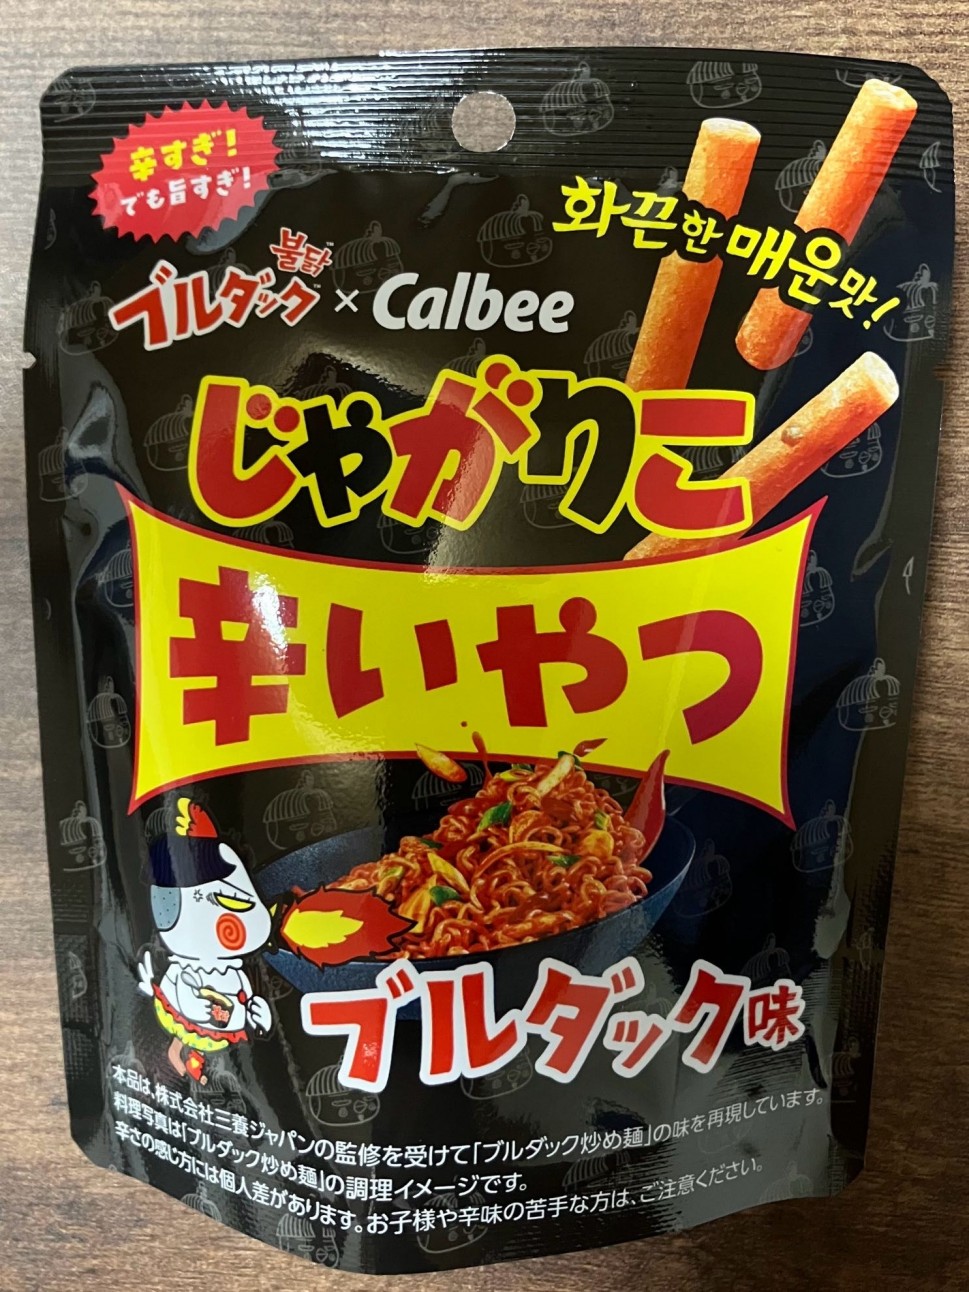 辛すぎ!
でも旨すぎ!
화끈한 매운맛!
불닭™
ブルダック™ × Calbee
じゃがりこ
辛いやつ
ブルダック味
本品は、株式会社三養ジャパンの監修を受けて「ブルダック炒め麺」の味を再現しています。
料理写真は「ブルダック炒め麺」の調理イメージです。
辛さの感じ方には個人差があります。お子様や辛味の苦手な方は、ご注意ください。